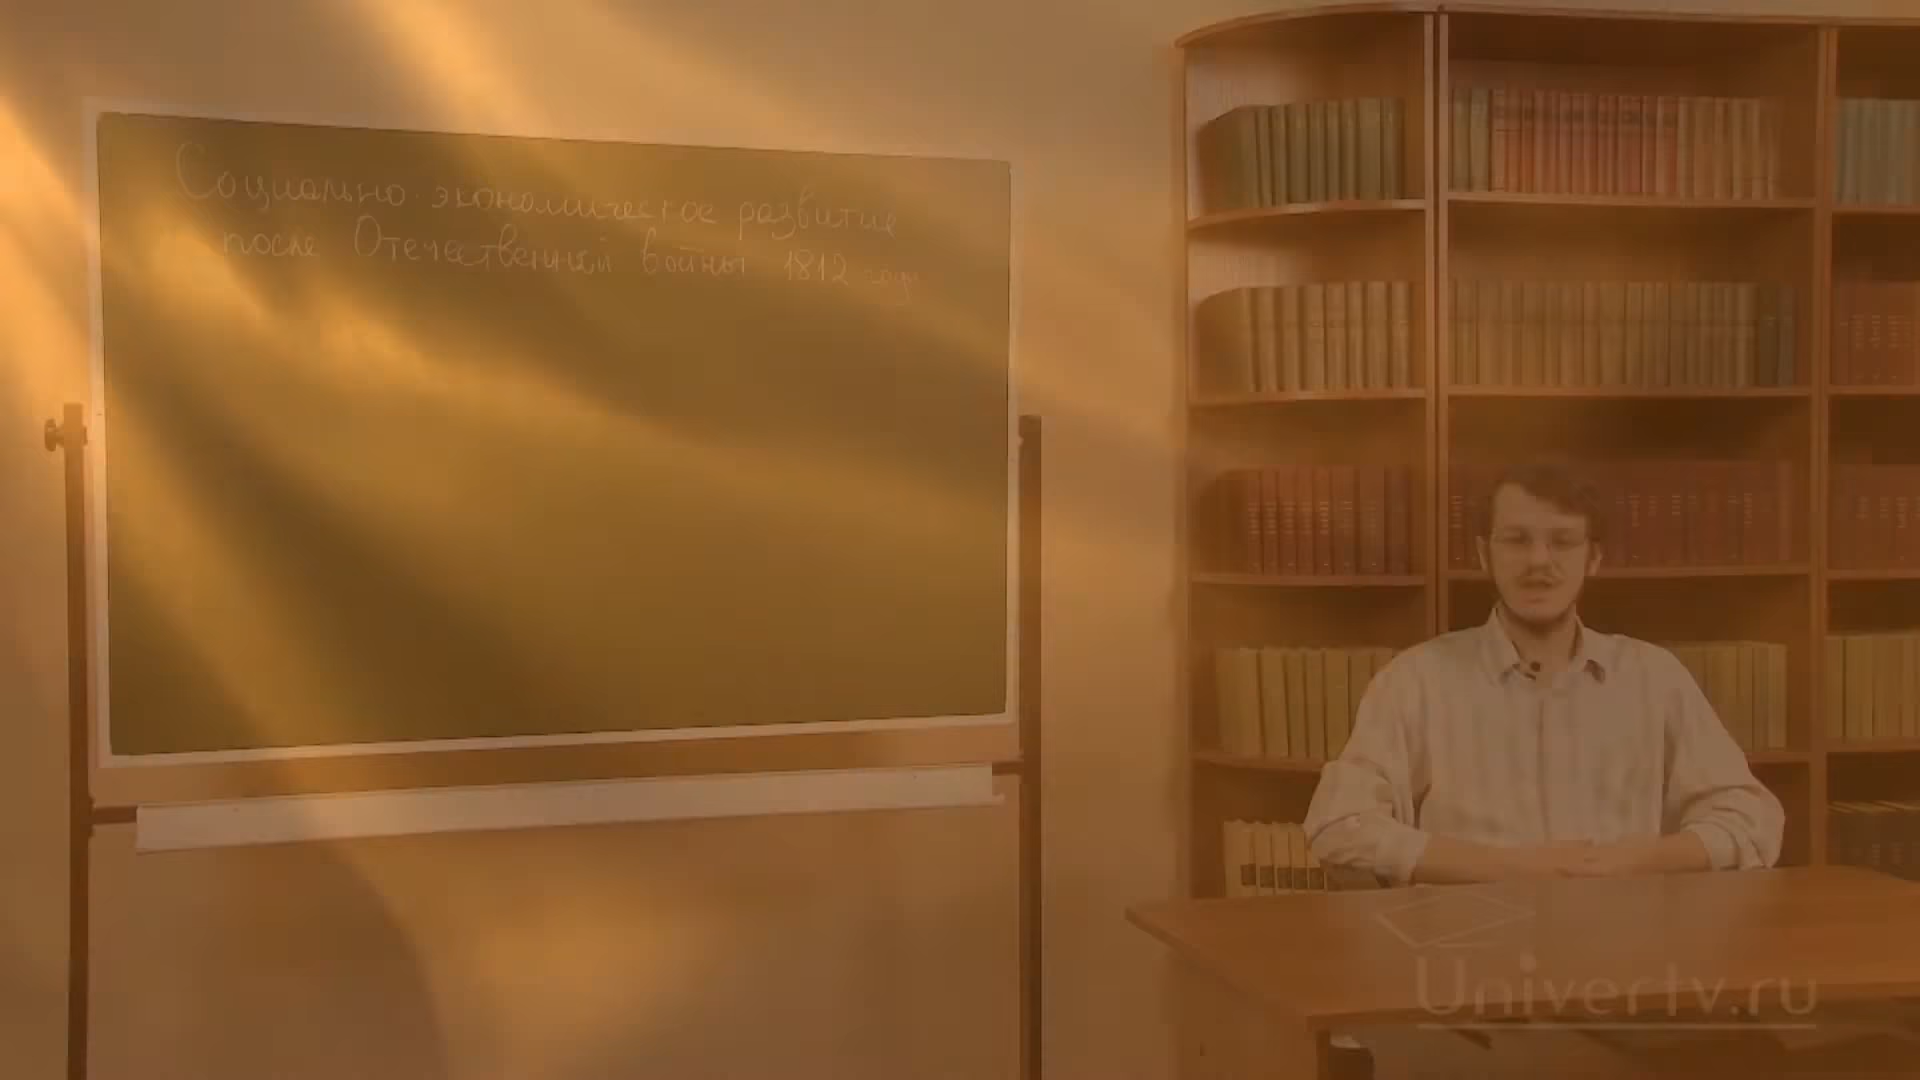 Социально-экономическое развитие
после Отечественной войны 1812 года
Univertv.ru